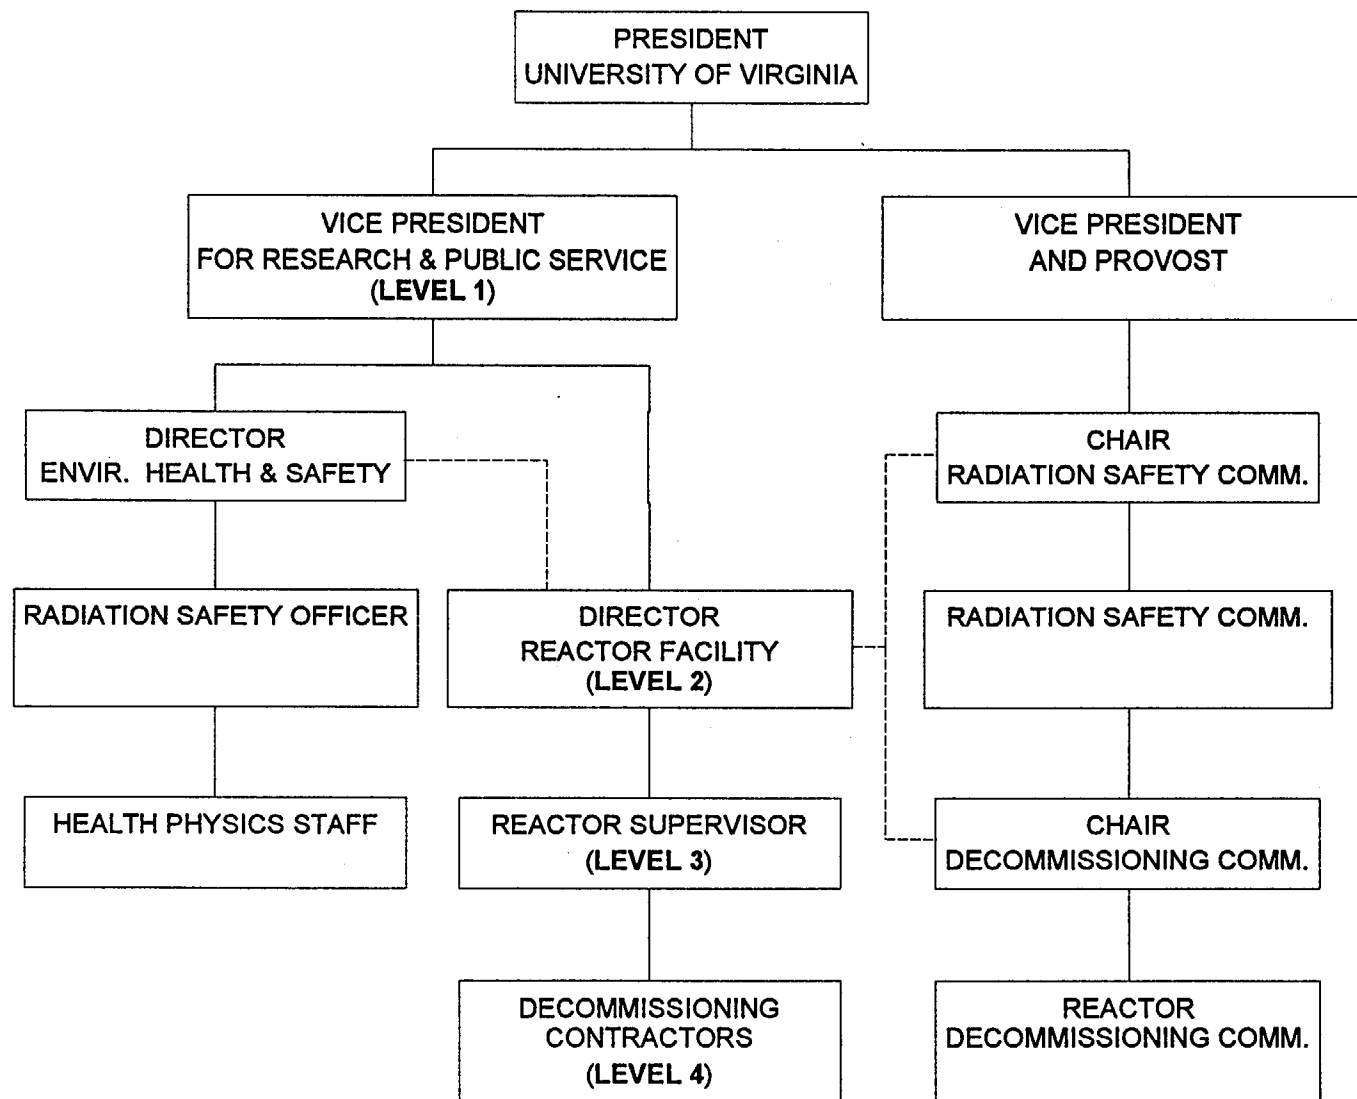 PRESIDENT
UNIVERSITY OF VIRGINIA
VICE PRESIDENT
FOR RESEARCH & PUBLIC SERVICE
(LEVEL 1)
VICE PRESIDENT
AND PROVOST
DIRECTOR
ENVIR. HEALTH & SAFETY
CHAIR
RADIATION SAFETY COMM.
RADIATION SAFETY OFFICER
DIRECTOR
REACTOR FACILITY
(LEVEL 2)
RADIATION SAFETY COMM.
HEALTH PHYSICS STAFF
REACTOR SUPERVISOR
(LEVEL 3)
CHAIR
DECOMMISSIONING COMM.
DECOMMISSIONING
CONTRACTORS
(LEVEL 4)
REACTOR
DECOMMISSIONING COMM.